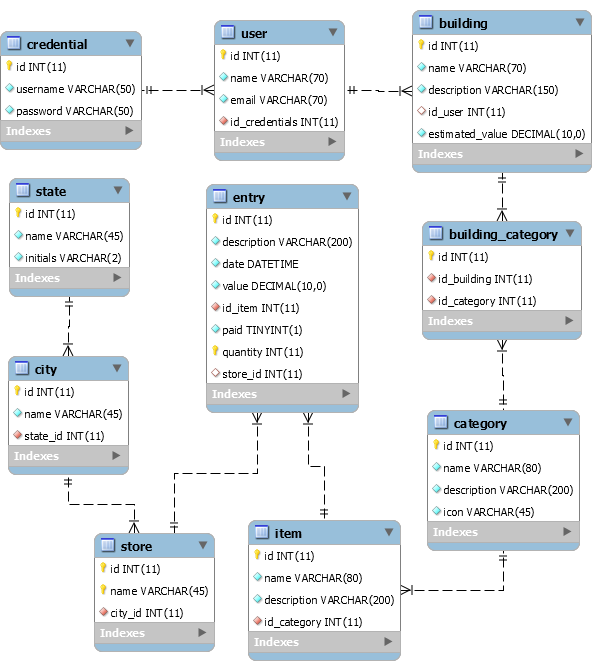 credential
id INT(11)
username VARCHAR(50)
password VARCHAR(50)
Indexes
user
id INT(11)
name VARCHAR(70)
email VARCHAR(70)
id_credentials INT(11)
Indexes
building
id INT(11)
name VARCHAR(70)
description VARCHAR(150)
id_user INT(11)
estimated_value DECIMAL(10,0)
Indexes
state
id INT(11)
name VARCHAR(45)
initials VARCHAR(2)
Indexes
entry
id INT(11)
description VARCHAR(200)
date DATETIME
value DECIMAL(10,0)
id_item INT(11)
paid TINYINT(1)
quantity INT(11)
store_id INT(11)
Indexes
building_category
id INT(11)
id_building INT(11)
id_category INT(11)
Indexes
city
id INT(11)
name VARCHAR(45)
state_id INT(11)
Indexes
category
id INT(11)
name VARCHAR(80)
description VARCHAR(200)
icon VARCHAR(45)
Indexes
store
id INT(11)
name VARCHAR(45)
city_id INT(11)
Indexes
item
id INT(11)
name VARCHAR(80)
description VARCHAR(200)
id_category INT(11)
Indexes